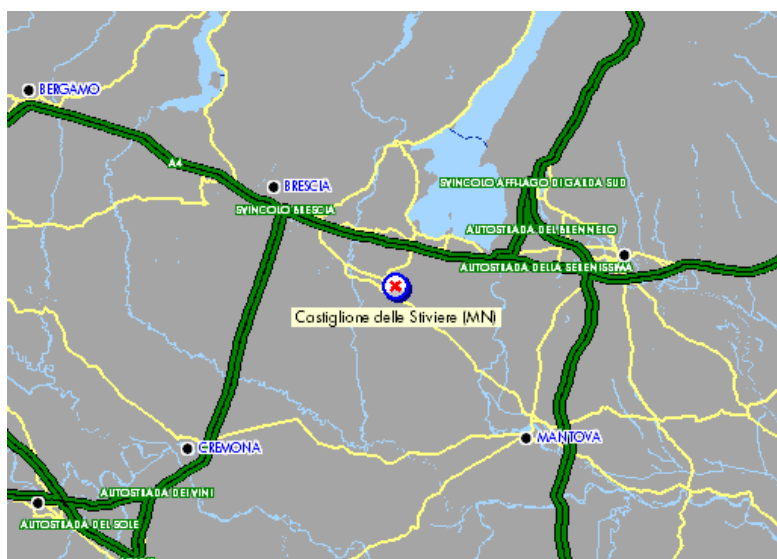 BERGAMO
A4
BRESCIA
SVINCOLO AFFI-LAGO DI GARDA SUD
SVINCOLO BRESCIA
AUTOSTRADA DEL BRENNERO
AUTOSTRADA DELLA SERENISSIMA
Castiglione delle Stiviere (MN)
MANTOVA
CREMONA
AUTOSTRADA DEI VINI
AUTOSTRADA DEL SOLE